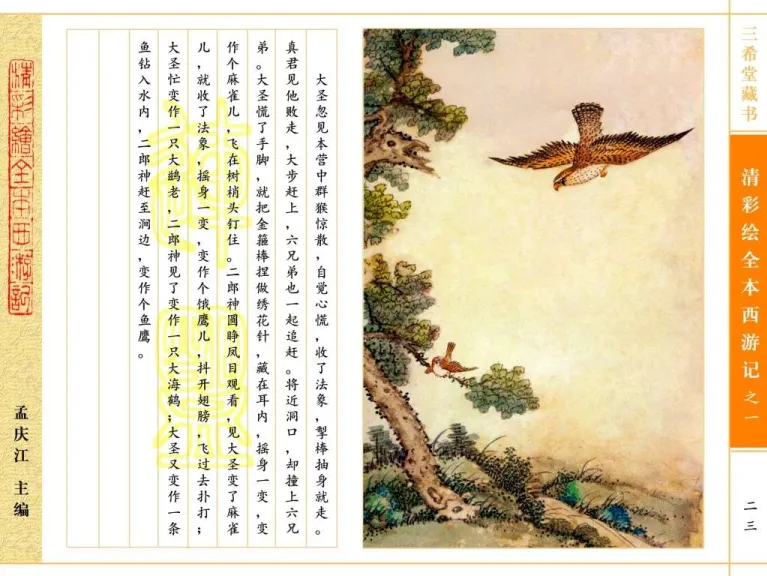 三希堂藏书
清彩绘全本西游记之一
二三
大圣忽见本营中群猴惊散，自觉心慌，收了法象，掣棒抽身就走。
真君见他败走，大步赶上，六兄弟也一起追赶。将近洞口，却撞上六兄
弟。大圣慌了手脚，就把金箍棒捏做绣花针，藏在耳内，摇身一变，变
作个麻雀儿，飞在树梢头钉住。二郎神圆睁凤目观看，见大圣变了麻雀
儿，就收了法象，摇身一变，变作个饿鹰儿，抖开翅膀，飞过去扑打；
大圣忙变作一只大鹚老，二郎神见了变作一只大海鹤；大圣又变作一条
鱼钻入水内，二郎神赶至涧边，变作个鱼鹰。
清彩绘全本西游记
孟庆江 主编